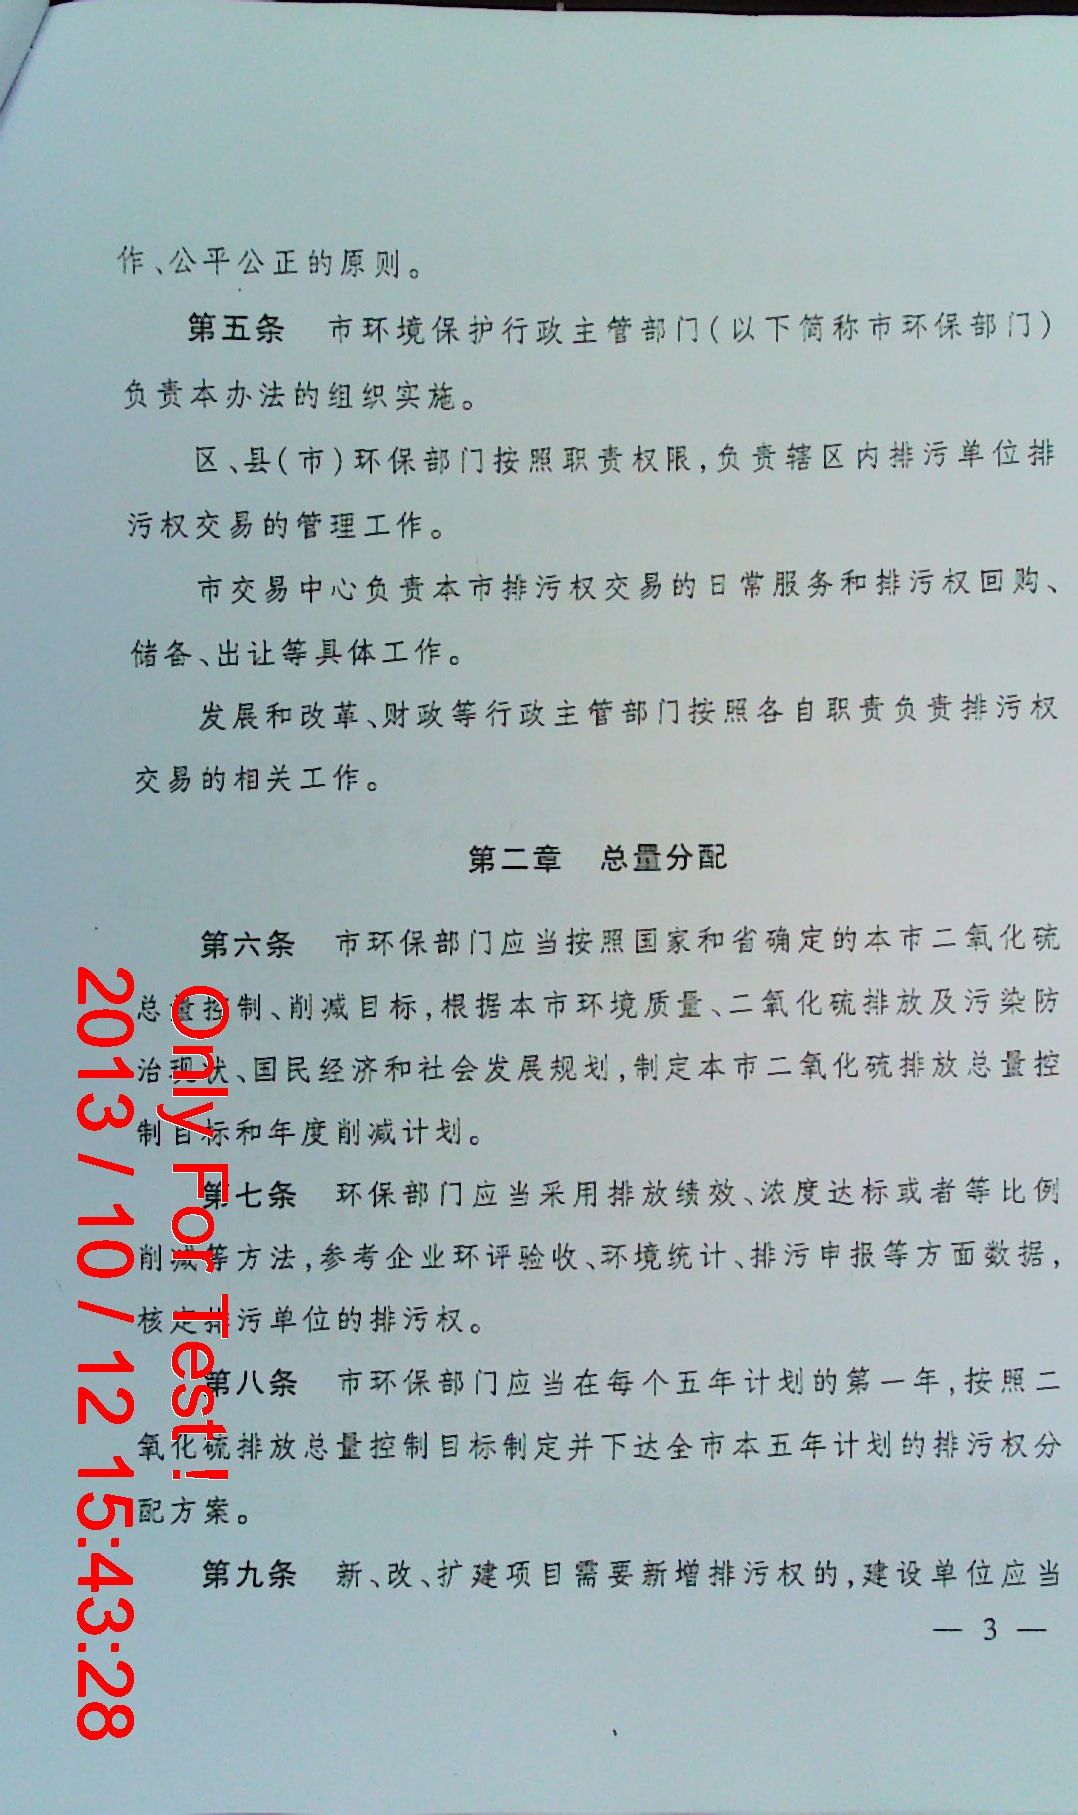 作、公平公正的原则。
第五条 市环境保护行政主管部门(以下简称市环保部门)
负责本办法的组织实施。
区、县(市)环保部门按照职责权限,负责辖区内排污单位排
污权交易的管理工作。
市交易中心负责本市排污权交易的日常服务和排污权回购、
储备、出让等具体工作。
发展和改革、财政等行政主管部门按照各自职责负责排污权
交易的相关工作。
第二章 总量分配
第六条 市环保部门应当按照国家和省确定的本市二氧化硫
总量控制、削减目标,根据本市环境质量、二氧化硫排放及污染防
治现状、国民经济和社会发展规划,制定本市二氧化硫排放总量控
制目标和年度削减计划。
第七条 环保部门应当采用排放绩效、浓度达标或者等比例
削减等方法,参考企业环评验收、环境统计、排污申报等方面数据,
核定排污单位的排污权。
第八条 市环保部门应当在每个五年计划的第一年,按照二
氧化硫排放总量控制目标制定并下达全市本五年计划的排污权分
配方案。
第九条 新、改、扩建项目需要新增排污权的,建设单位应当
— 3 —
Only For Test!
2013/10/12 15:43:28